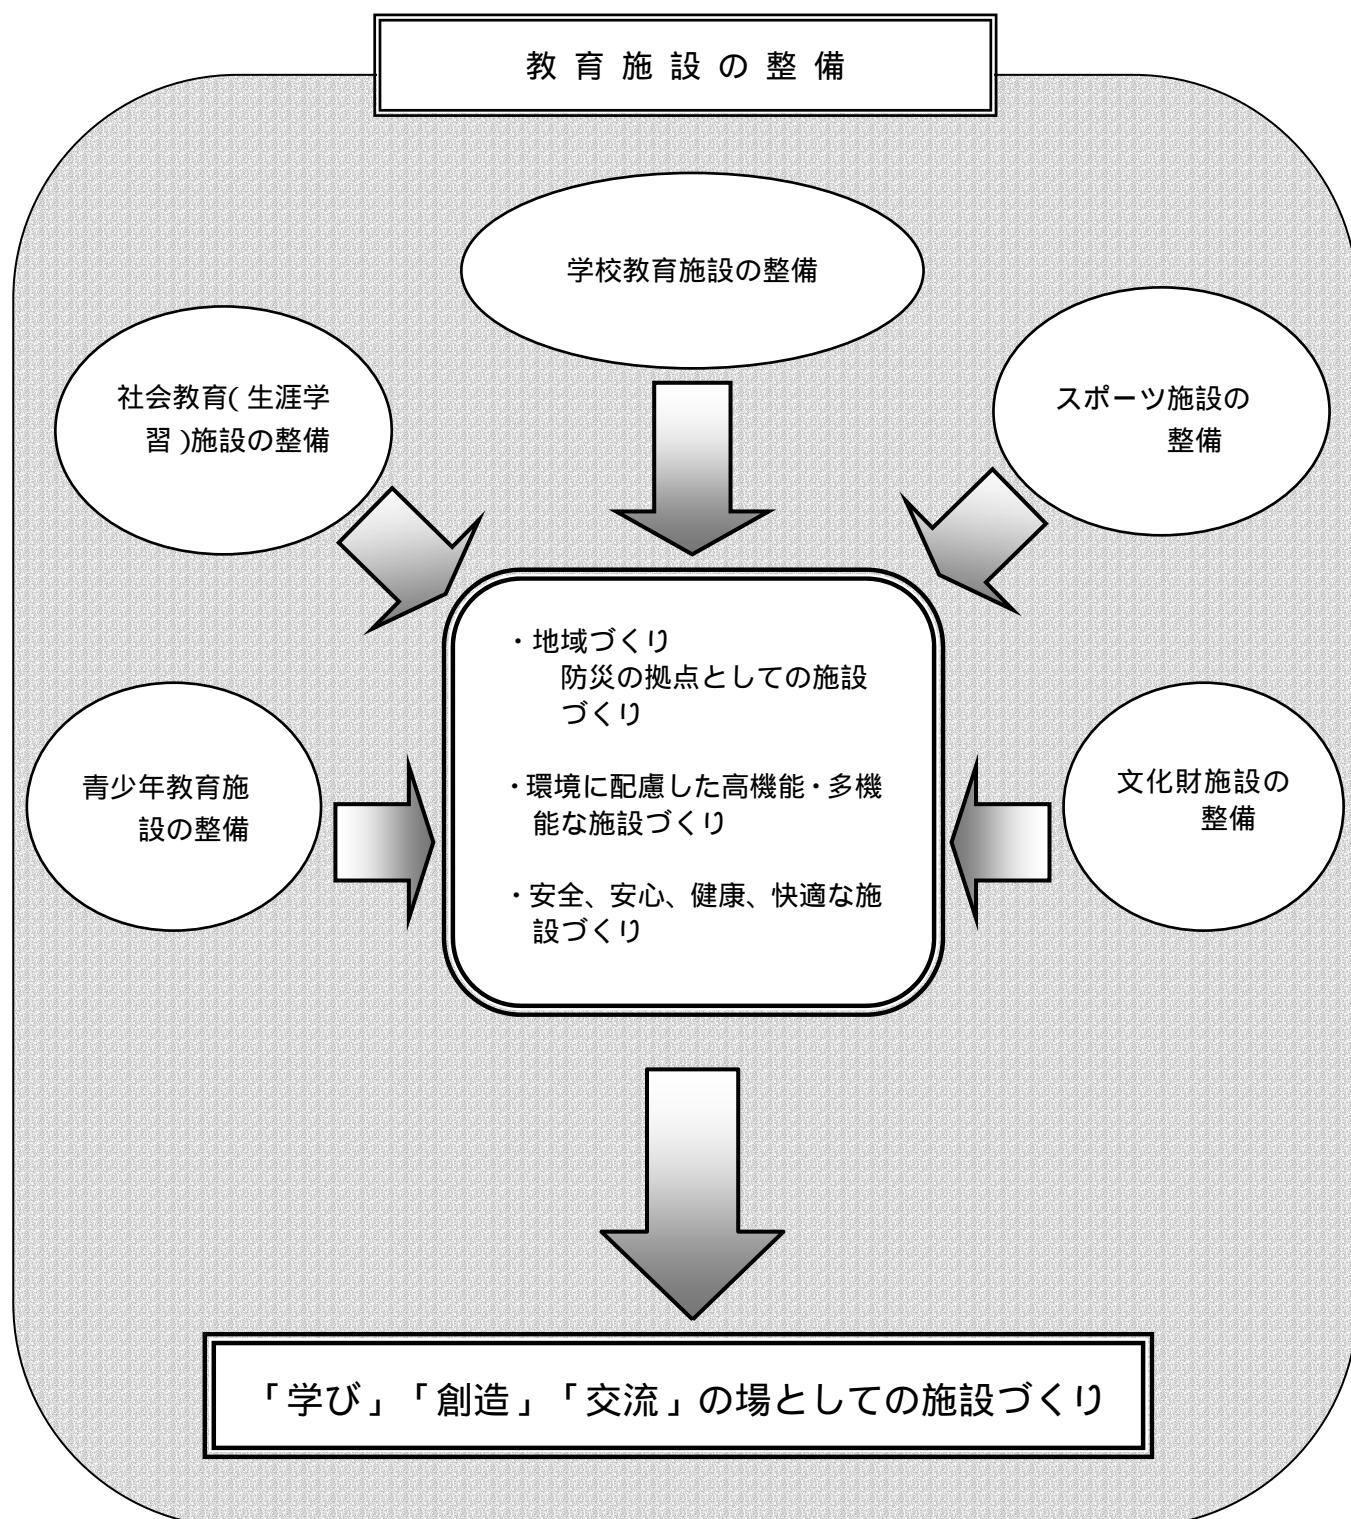 教育施設の整備
学校教育施設の整備
社会教育(生涯学
習)施設の整備
スポーツ施設の
整備
・地域づくり
防災の拠点としての施設
づくり
・環境に配慮した高機能・多機
能な施設づくり
・安全、安心、健康、快適な施
設づくり
青少年教育施
設の整備
文化財施設の
整備
「学び」「創造」「交流」の場としての施設づくり